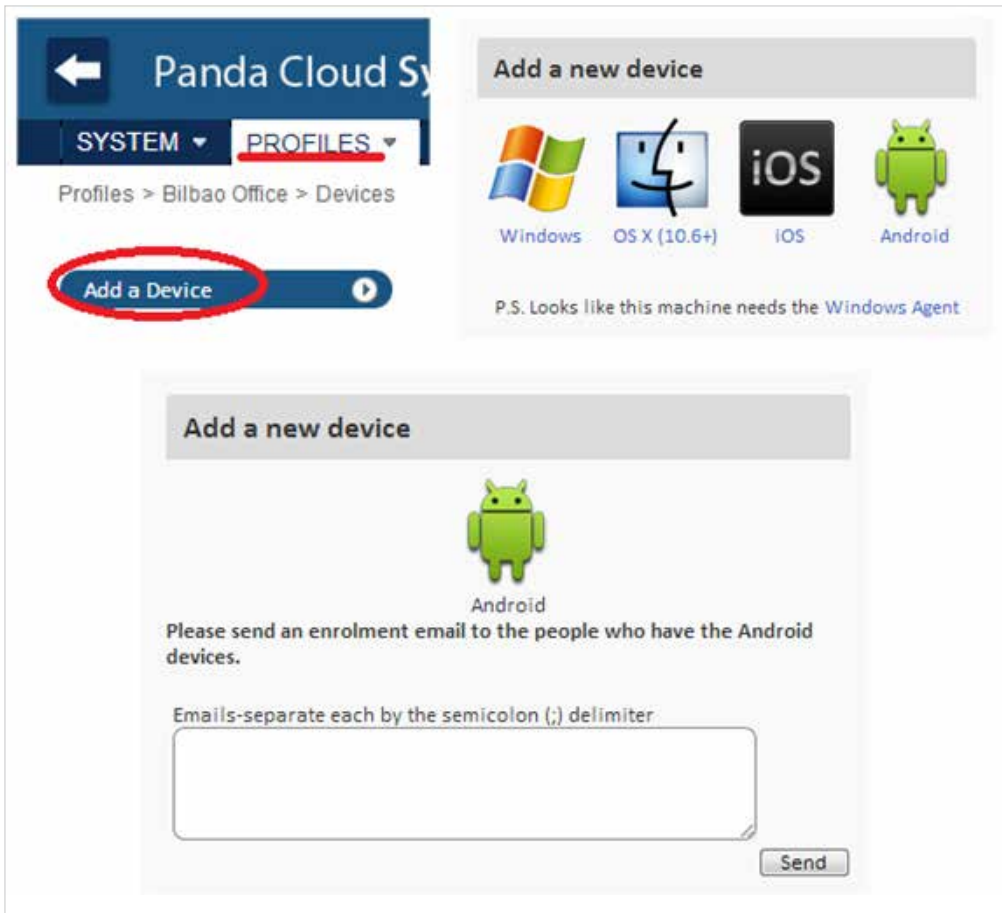 Panda Cloud Sy
SYSTEM PROFILES
Profiles > Bilbao Office > Devices
Add a Device
Add a new device
iOS
Windows OS X (10.6+) iOS Android
P.S. Looks like this machine needs the Windows Agent
Add a new device
Android
Please send an enrolment email to the people who have the Android
devices.
Emails-separate each by the semicolon (;) delimiter
Send